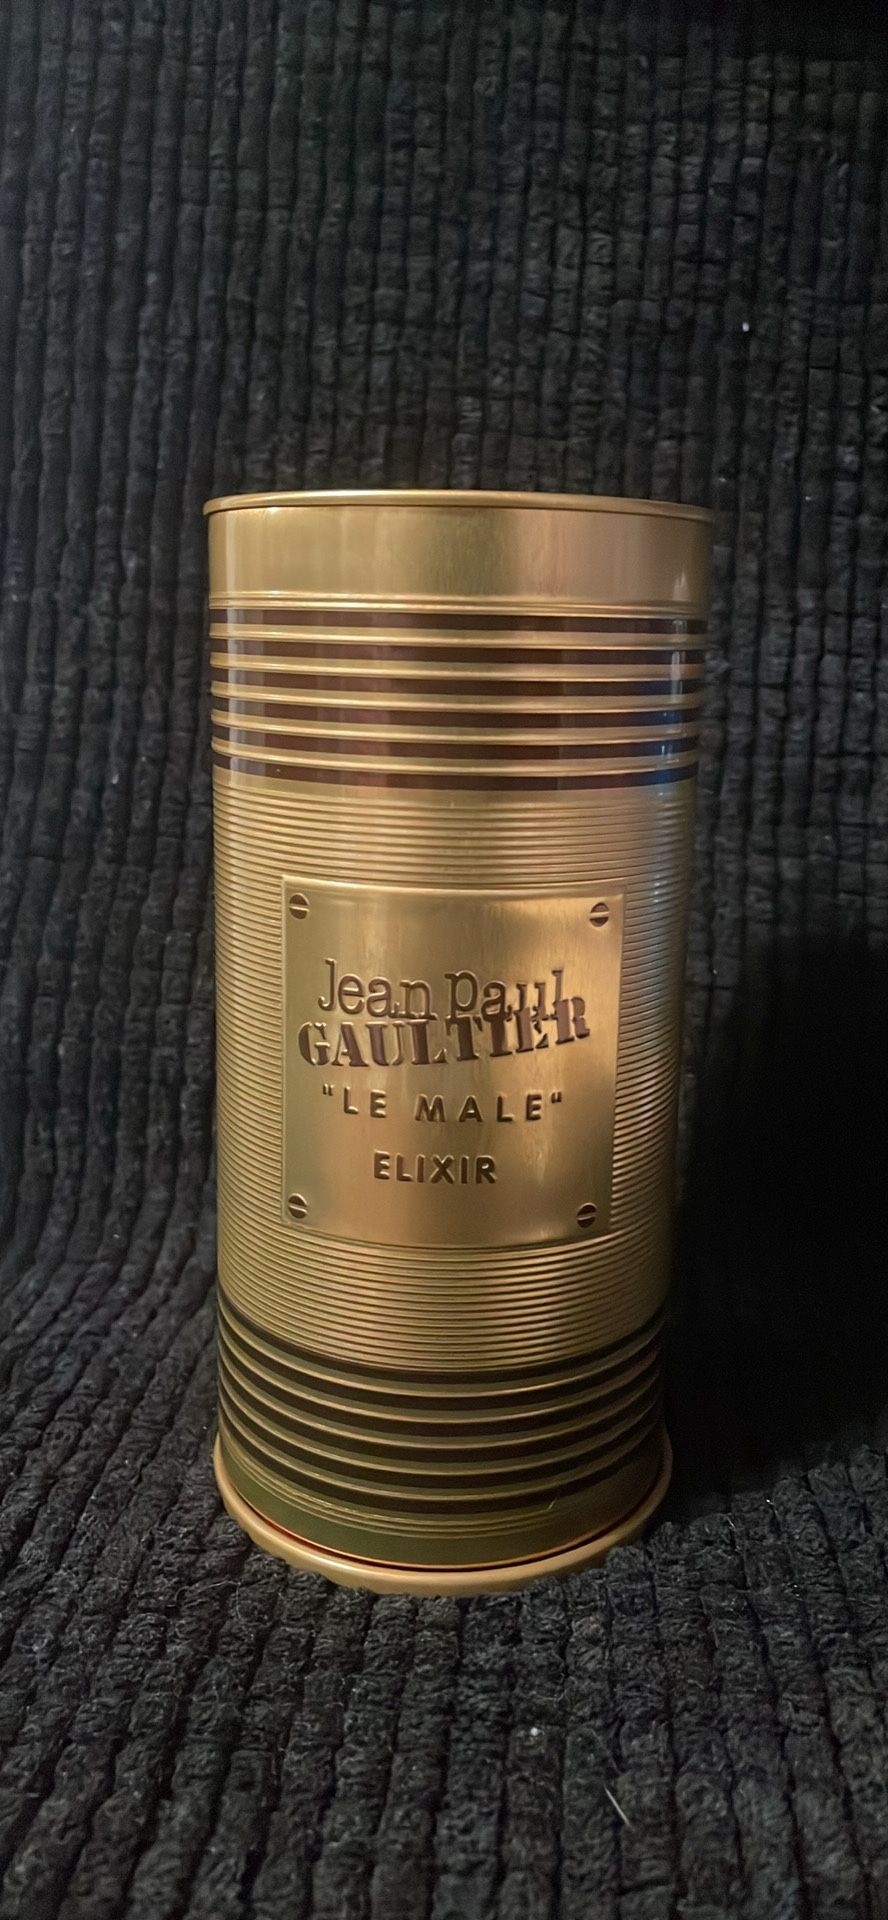 Jean Paul
GAULTIER
"LE MALE"
ELIXIR